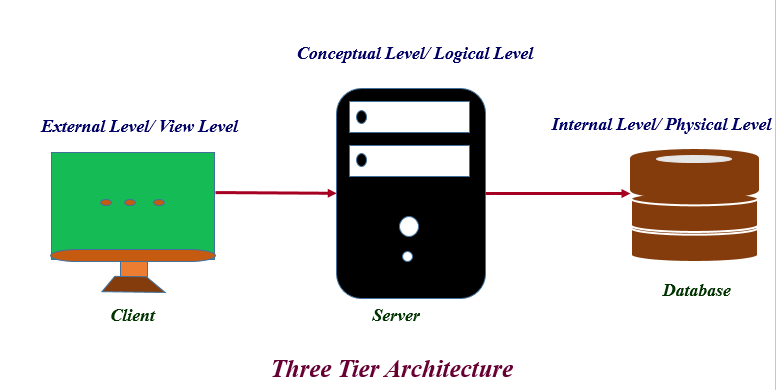 Conceptual Level/ Logical Level
External Level/ View Level
Internal Level/ Physical Level
Client
Server
Database
Three Tier Architecture